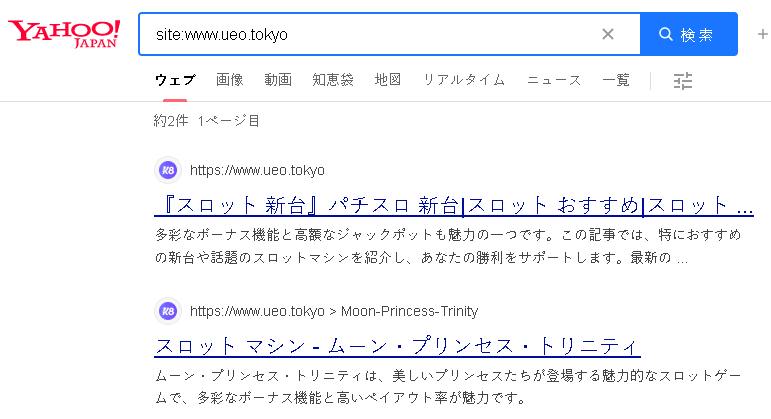 YAHOO!
JAPAN
site:www.ueo.tokyo
検索
ウェブ 画像 動画 知恵袋 地図 リアルタイム ニュース 一覧
約2件 1ページ目
K8 https://www.ueo.tokyo
『スロット 新台』パチスロ 新台|スロット おすすめ|スロット ...
多彩なボーナス機能と高額なジャックポットも魅力の一つです。この記事では、特におすすめ
の新台や話題のスロットマシンを紹介し、あなたの勝利をサポートします。最新の ...
K8 https://www.ueo.tokyo > Moon-Princess-Trinity
スロット マシン - ムーン・プリンセス・トリニティ
ムーン・プリンセス・トリニティは、美しいプリンセスたちが登場する魅力的なスロットゲー
ムで、多彩なボーナス機能と高いペイアウト率が魅力です。